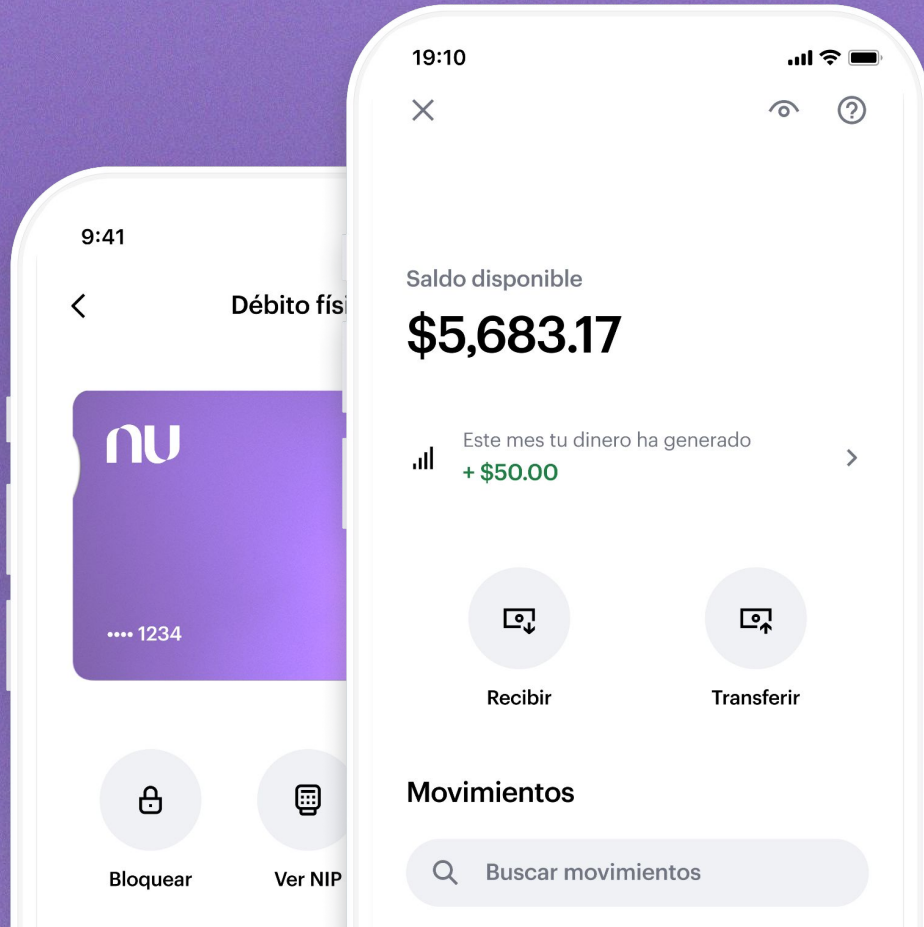 9:41
Débito físi
nu
•••• 1234
Bloquear
Ver NIP
19:10
Saldo disponible
$5,683.17
Este mes tu dinero ha generado
+ $50.00
Recibir
Transferir
Movimientos
Buscar movimientos